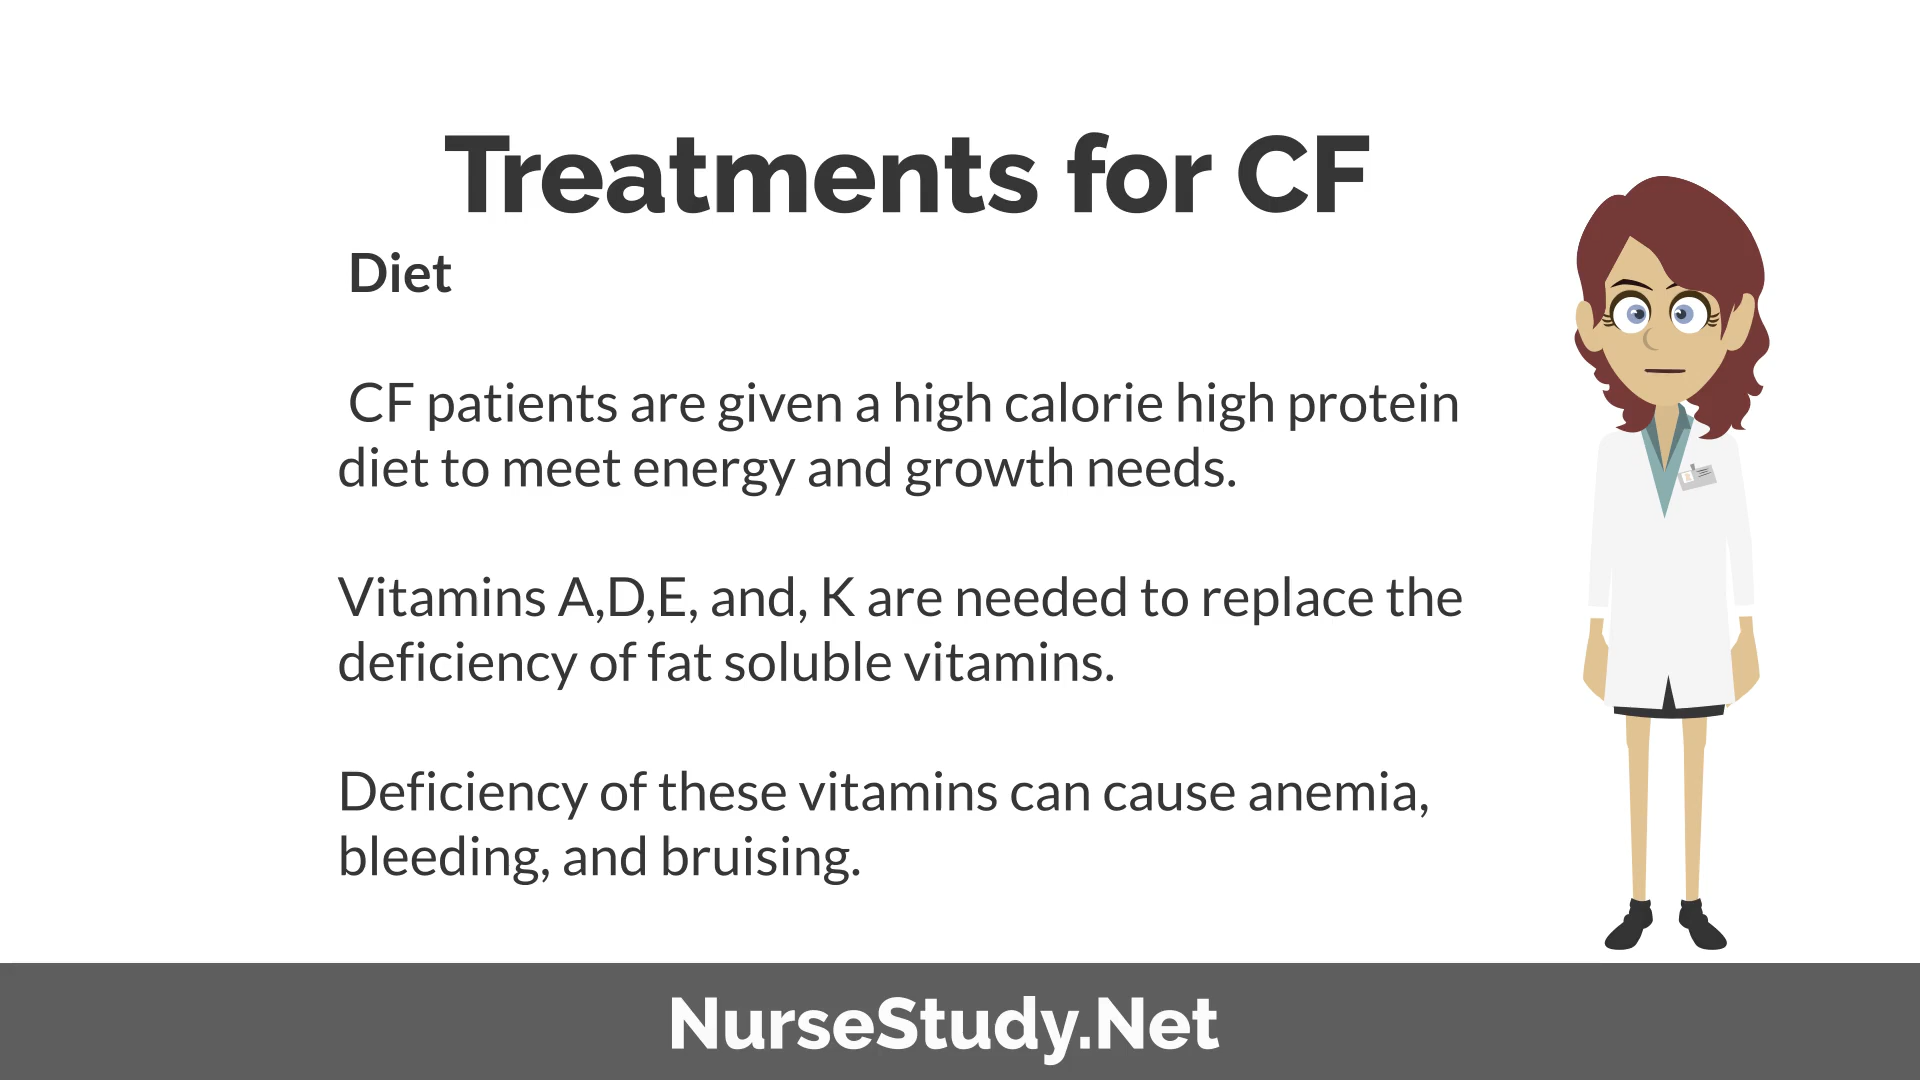 Treatments for CF
Diet
CF patients are given a high calorie high protein
diet to meet energy and growth needs.
Vitamins A,D,E, and, K are needed to replace the
deficiency of fat soluble vitamins.
Deficiency of these vitamins can cause anemia,
bleeding, and bruising.
NurseStudy.Net